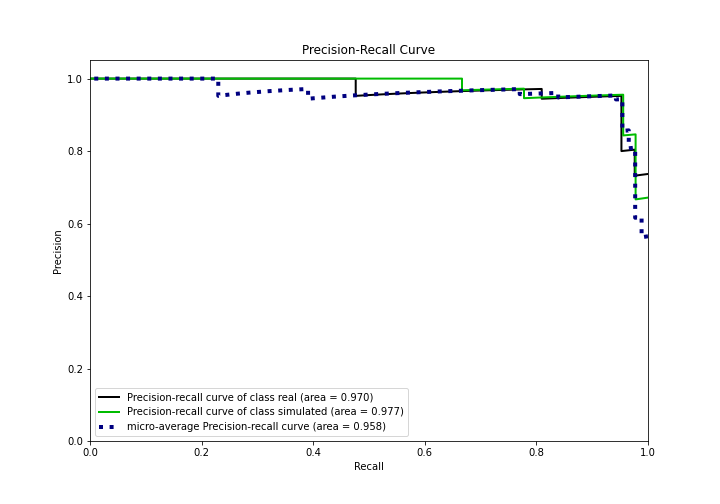 Precision-Recall Curve
1.0
0.8
0.6
0.4
0.2
0.0
Precision
Precision-recall curve of class real (area = 0.970)
Precision-recall curve of class simulated (area = 0.977)
micro-average Precision-recall curve (area = 0.958)
0.0 0.2 0.4 0.6 0.8 1.0
Recall